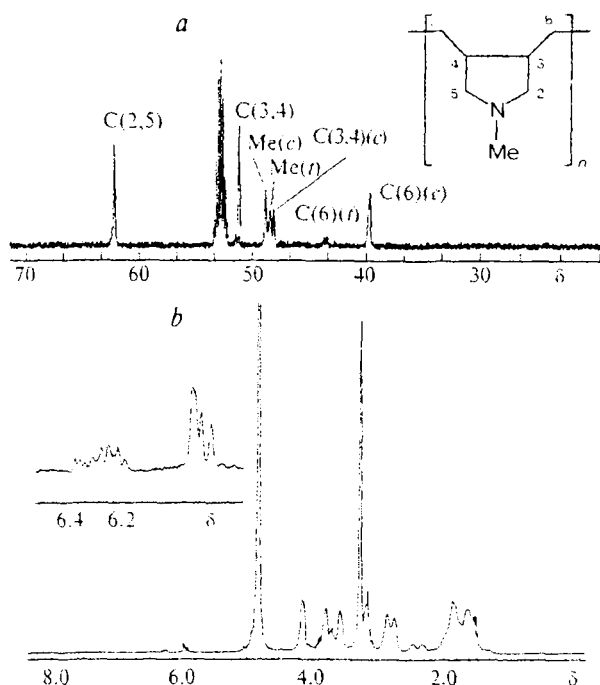 a
C(2,5)
C(3,4)
Me(c)
Me(t)
C(3,4)(c)
C(6)(t)
C(6)(c)
4
3
5
2
N
Me
n
70 60 50 40 30 δ
b
6.4 6.2 δ
8.0 6.0 4.0 2.0 δ